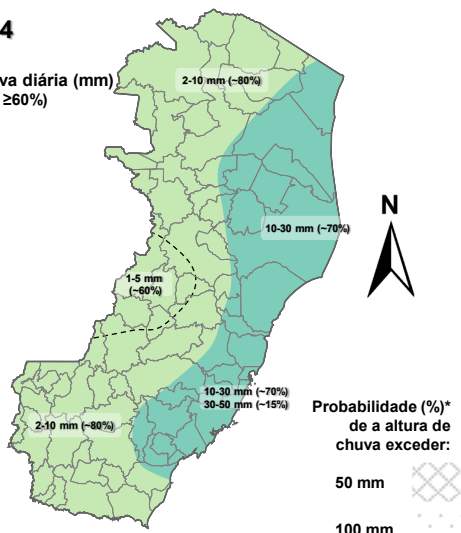 4
va diária (mm)
≥60%)
2-10 mm (~80%)
N
10-30 mm (~70%)
1-5 mm
(~60%)
10-30 mm (~70%)
30-50 mm (~15%)
2-10 mm (~80%)
Probabilidade (%)*
de a altura de
chuva exceder:
50 mm
100 mm